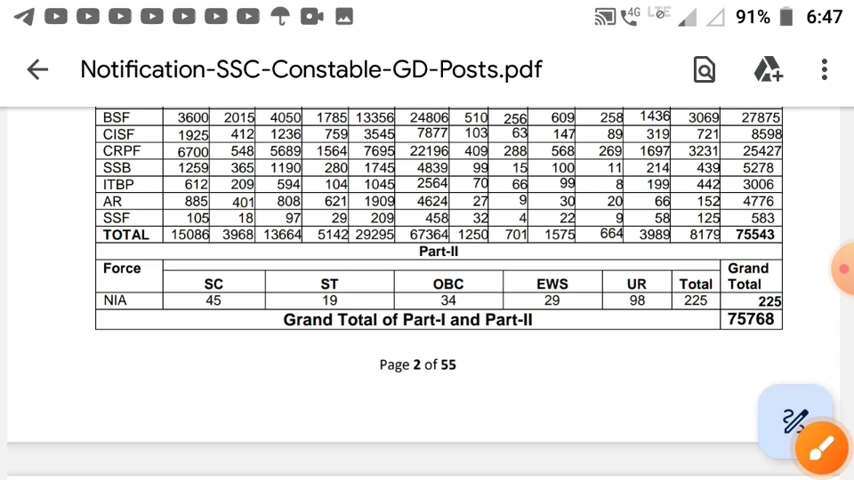 4G LTE 91% 6:47
Notification-SSC-Constable-GD-Posts.pdf
BSF 3600 2015 4050 1785 13356 24806 510 256 609 258 1436 3069 27875
CISF 1925 412 1236 759 3545 7877 103 63 147 89 319 721 8598
CRPF 6700 548 5689 1564 7695 22196 409 288 568 269 1697 3231 25427
SSB 1259 365 1190 280 1745 4839 99 15 100 11 214 439 5278
ITBP 612 209 594 104 1045 2564 70 66 99 8 199 442 3006
AR 885 401 808 621 1909 4624 27 9 30 20 66 152 4776
SSF 105 18 97 29 209 458 32 4 22 9 58 125 583
TOTAL 15086 3968 13664 5142 29295 67364 1250 701 1575 664 3989 8179 75543
Part-II
Force SC ST OBC EWS UR Total Grand Total
NIA 45 19 34 29 98 225 225
Grand Total of Part-I and Part-II 75768
Page 2 of 55